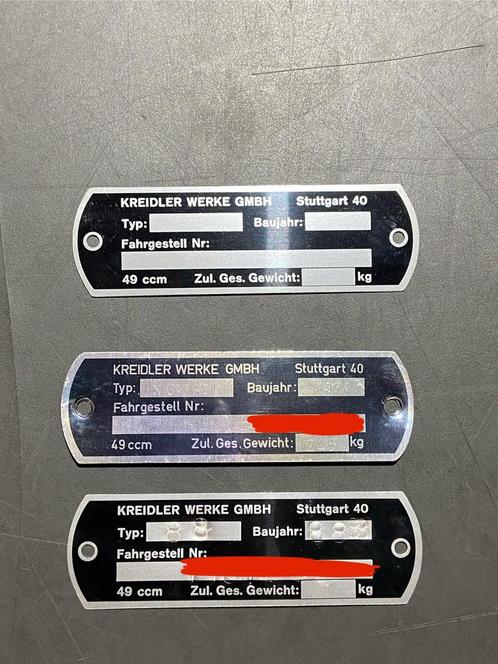 KREIDLER WERKE GMBH Stuttgart 40
Typ: Baujahr:
Fahrgestell Nr:
49 ccm Zul. Ges. Gewicht: kg
KREIDLER WERKE GMBH Stuttgart 40
Typ: Baujahr:
Fahrgestell Nr:
49 ccm Zul. Ges. Gewicht: kg
KREIDLER WERKE GMBH Stuttgart 40
Typ: Baujahr:
Fahrgestell Nr:
49 ccm Zul. Ges. Gewicht: kg